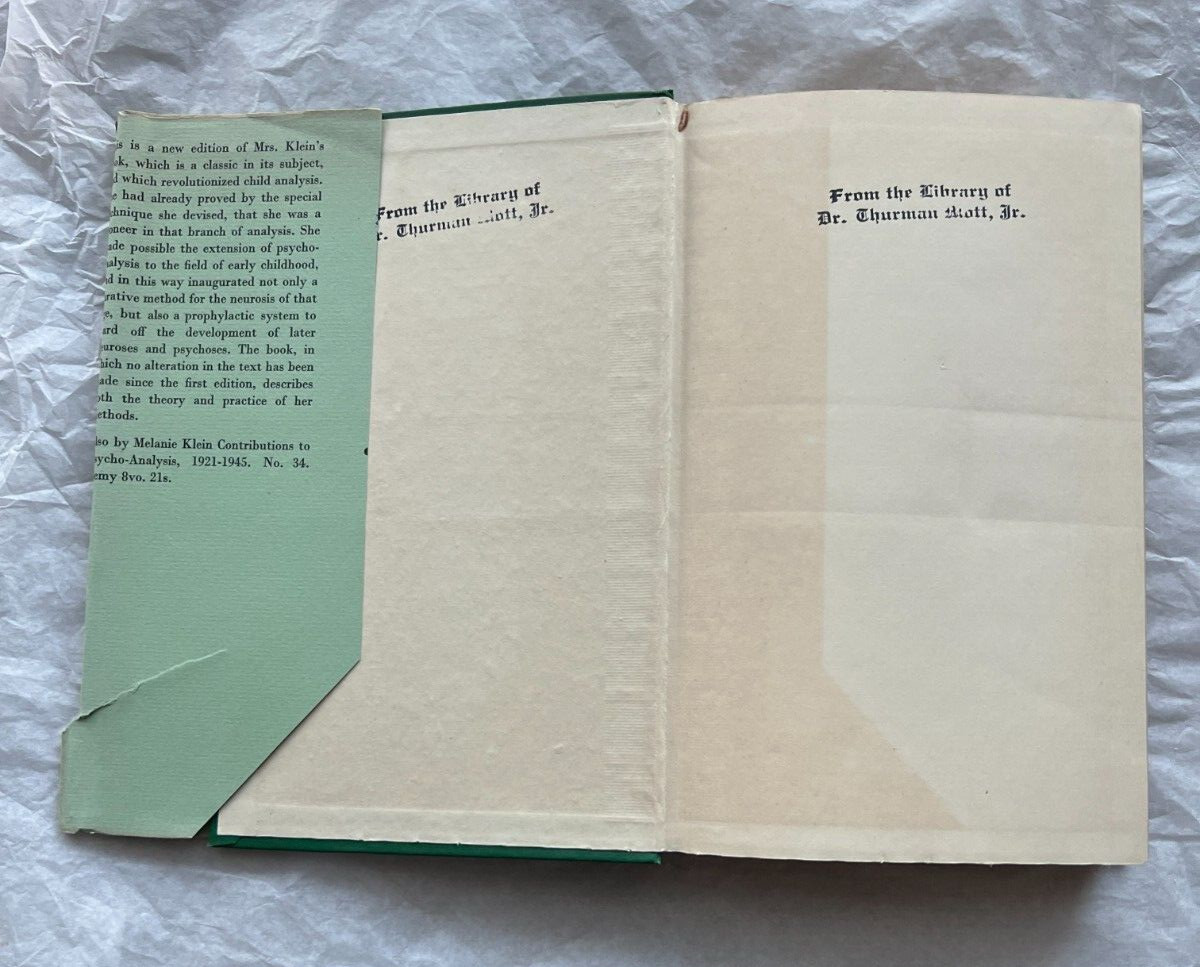 s is a new edition of Mrs. Klein's
ok, which is a classic in its subject,
d which revolutionized child analysis.
e had already proved by the special
chnique she devised, that she was a
oneer in that branch of analysis. She
ade possible the extension of psycho-
alysis to the field of early childhood,
d in this way inaugurated not only a
rative method for the neurosis of that
e, but also a prophylactic system to
ard off the development of later
euroses and psychoses. The book, in
hich no alteration in the text has been
ade since the first edition, describes
oth the theory and practice of her
ethods.
lso by Melanie Klein Contributions to
sycho-Analysis, 1921-1945. No. 34.
emy 8vo. 21s.
From the Library of
r. Thurman Mott, Jr.
From the Library of
Dr. Thurman Mott, Jr.